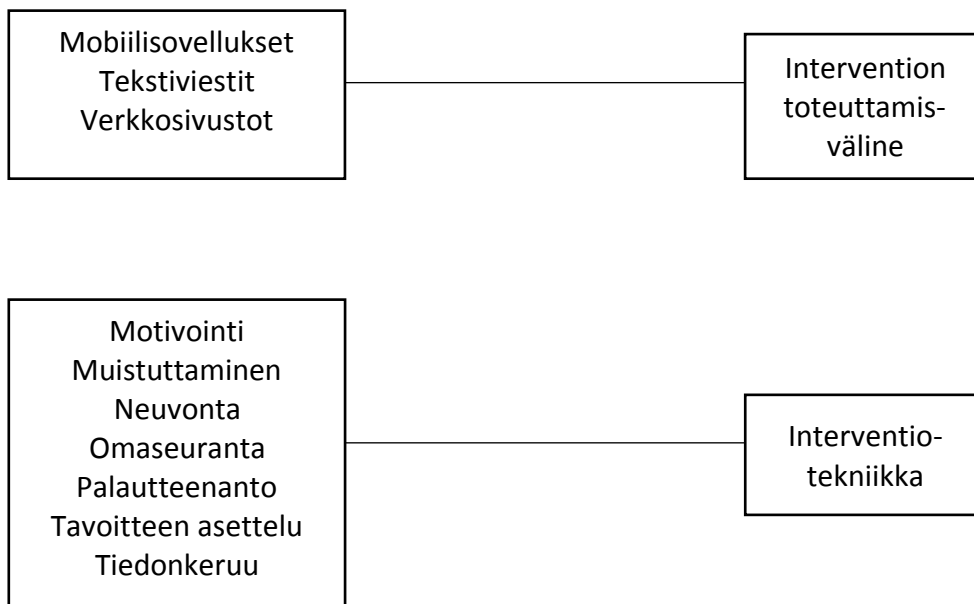 Mobiilisovellukset
Tekstiviestit
Verkkosivustot
Intervention
toteuttamis-
väline
Motivointi
Muistuttaminen
Neuvonta
Omaseuranta
Palautteenanto
Tavoitteen asettelu
Tiedonkeruu
Interventio-
tekniikka